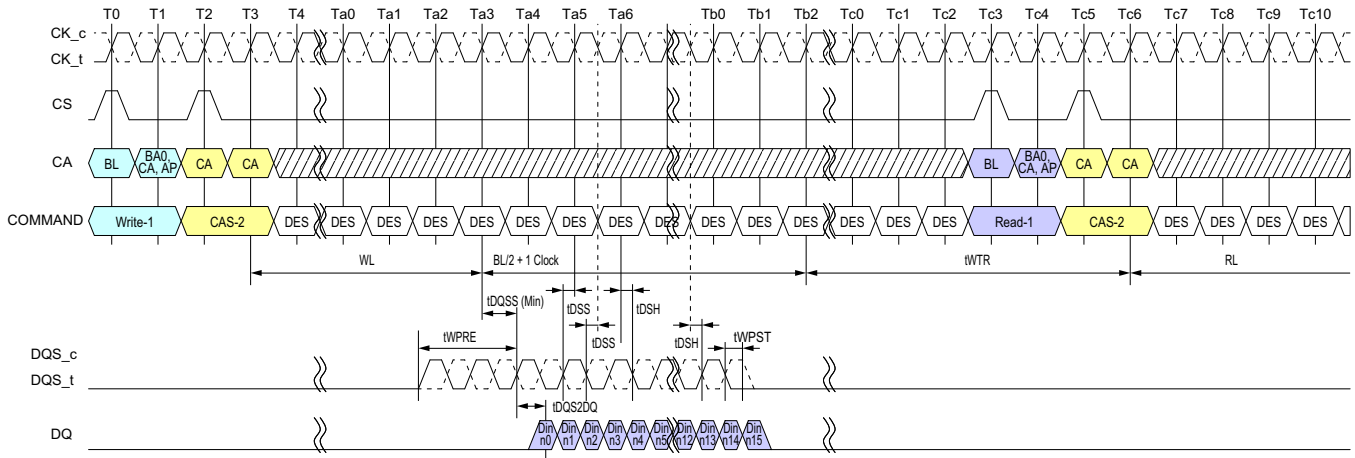 T0 T1 T2 T3 T4 Ta0 Ta1 Ta2 Ta3 Ta4 Ta5 Ta6 Tb0 Tb1 Tb2 Tc0 Tc1 Tc2 Tc3 Tc4 Tc5 Tc6 Tc7 Tc8 Tc9 Tc10
CK_c
CK_t
CS
CA BL BA0, CA, AP CA CA BL BA0, CA, AP CA CA
COMMAND Write-1 CAS-2 DES DES DES DES DES DES DES DES DES DES DES DES DES DES DES Read-1 CAS-2 DES DES DES DES
WL BL/2 + 1 Clock tWTR RL
tDQSS (Min) tDSS tDSH
tWPRE tDSS tDSH tWPST
DQS_c
DQS_t
tDQS2DQ
DQ Din n0 Din n1 Din n2 Din n3 Din n4 Din n5 Din n12 Din n13 Din n14 Din n15